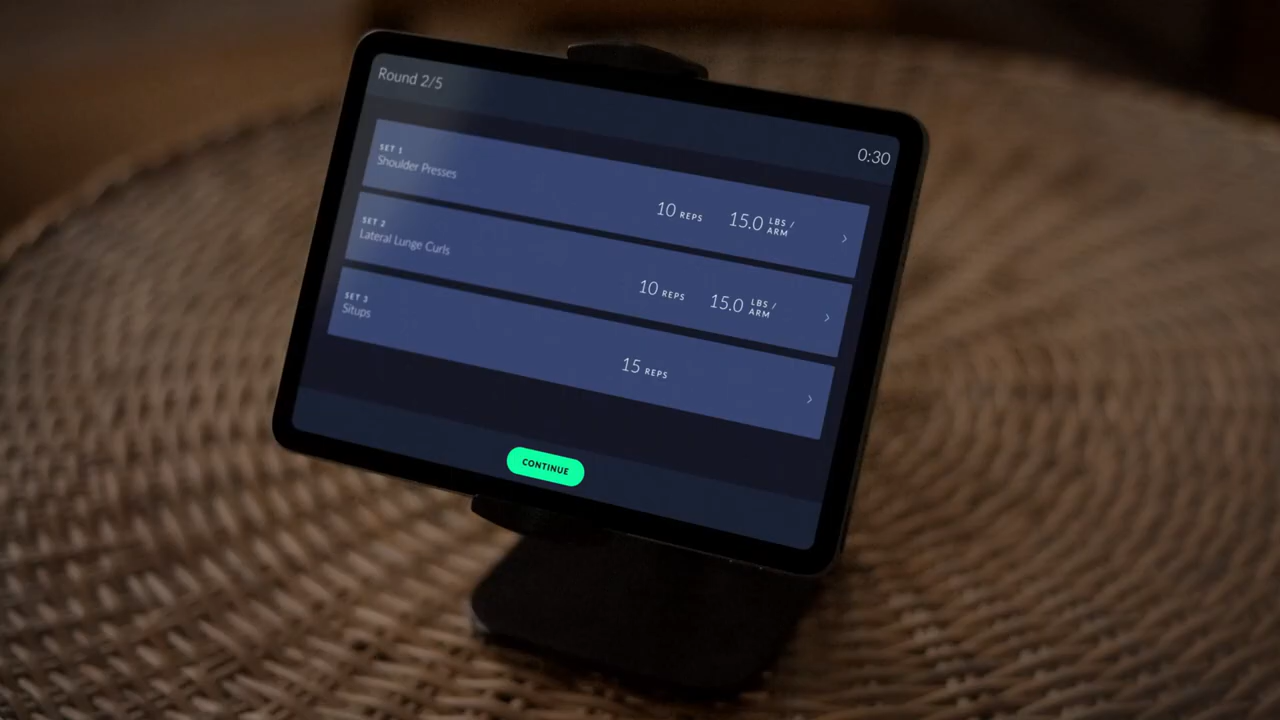 Round 2/5
0:30
SET 1
Shoulder Presses
10 REPS
15.0 LBS /
ARM
SET 2
Lateral Lunge Curls
10 REPS
15.0 LBS /
ARM
SET 3
Situps
15 REPS
CONTINUE